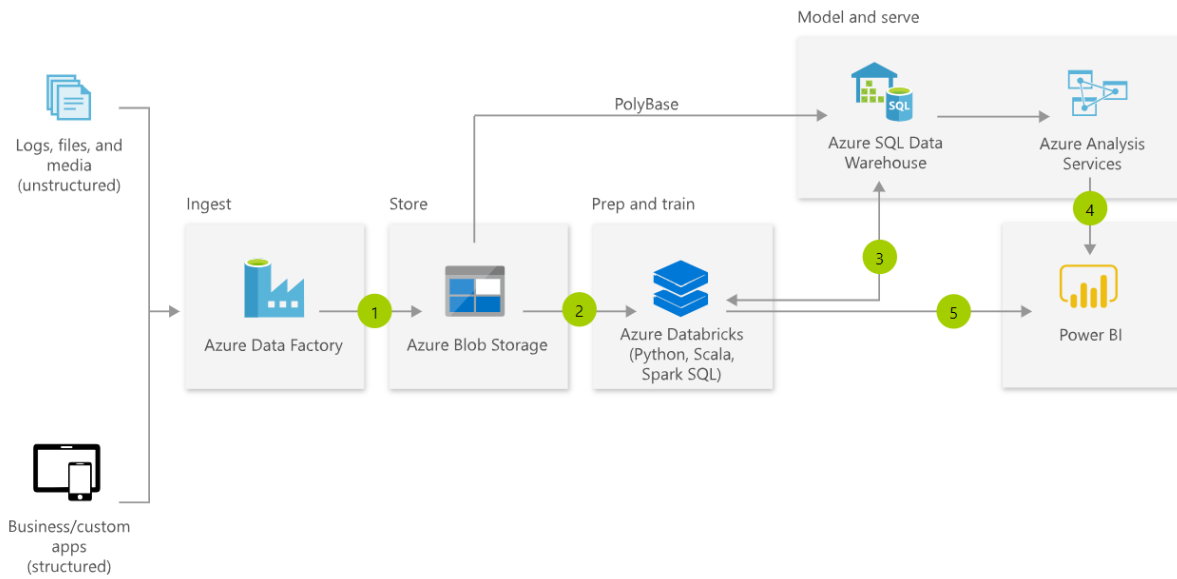 Model and serve
PolyBase
SQL
Azure SQL Data
Warehouse
Azure Analysis
Services
Logs, files, and
media
(unstructured)
Ingest
Store
Prep and train
4
3
1
2
5
Azure Data Factory
Azure Blob Storage
Azure Databricks
(Python, Scala,
Spark SQL)
Power BI
Business/custom
apps
(structured)